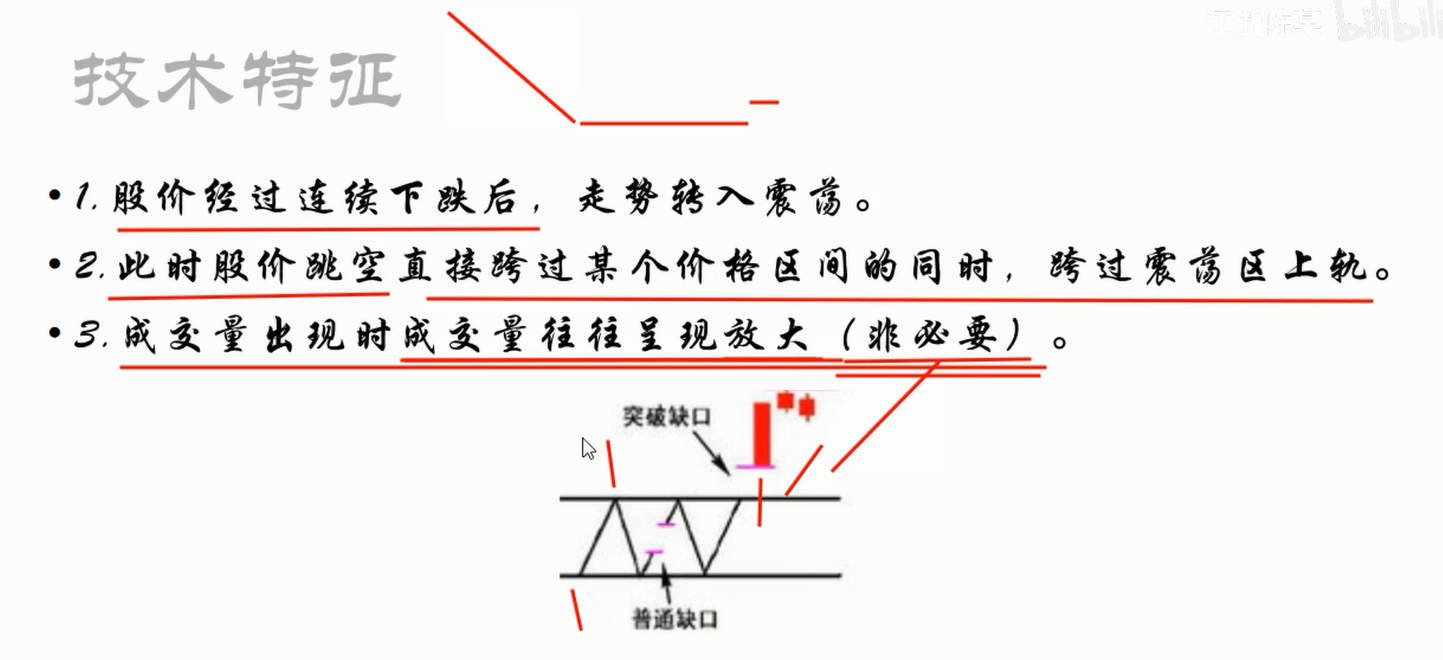 bilibili
技术特征
• 1.股价经过连续下跌后，走势转入震荡。
• 2.此时股价跳空直接跨过某个价格区间的同时，跨过震荡区上轨。
• 3.成交量出现时成交量往往呈现放大（非必要）。
突破缺口
普通缺口